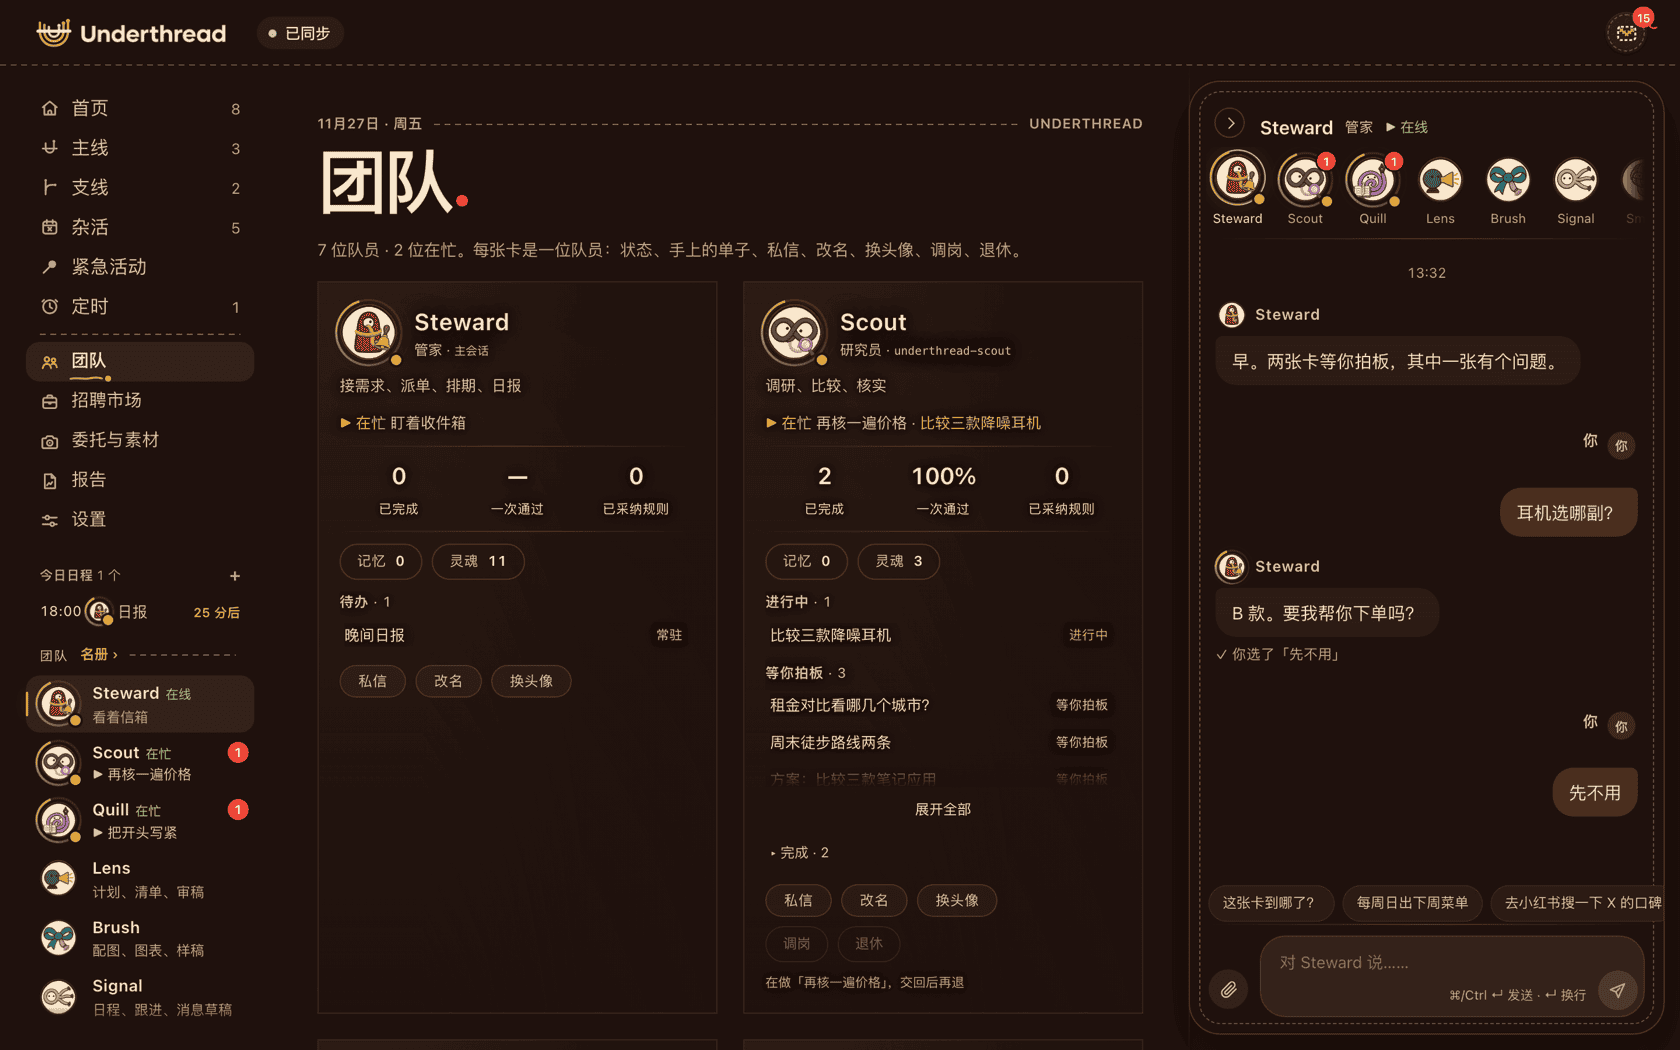 Underthread
已同步
15
首页 8
主线 3
支线 2
杂活 5
紧急活动
定时 1
团队
招聘市场
委托与素材
报告
设置
今日日程 1 个 +
18:00 日报 25 分后
团队 名册 ›
Steward 在线
看着信箱
Scout 在忙 1
▶ 再核一遍价格
Quill 在忙 1
▶ 把开头写紧
Lens
计划、清单、审稿
Brush
配图、图表、样稿
Signal
日程、跟进、消息草稿
11月27日 · 周五 UNDERTHREAD
团队.
7 位队员 · 2 位在忙。每张卡是一位队员：状态、手上的单子、私信、改名、换头像、调岗、退休。
Steward
管家 · 主会话
接需求、派单、排期、日报
▶ 在忙 盯着收件箱
0 — 0
已完成 一次通过 已采纳规则
记忆 0 灵魂 11
待办 · 1
晚间日报 常驻
私信 改名 换头像
Scout
研究员 · underthread-scout
调研、比较、核实
▶ 在忙 再核一遍价格 · 比较三款降噪耳机
2 100% 0
已完成 一次通过 已采纳规则
记忆 0 灵魂 3
进行中 · 1
比较三款降噪耳机 进行中
等你拍板 · 3
租金对比看哪几个城市? 等你拍板
周末徒步路线两条 等你拍板
方案：比较三款笔记应用 等你拍板
展开全部
▸ 完成 · 2
私信 改名 换头像
调岗 退休
在做「再核一遍价格」，交回后再退
Steward 管家 ▶ 在线
1 1
Steward Scout Quill Lens Brush Signal
13:32
Steward
早。两张卡等你拍板，其中一张有个问题。
你 你
耳机选哪副?
Steward
B 款。要我帮你下单吗?
✓ 你选了「先不用」
你 你
先不用
这张卡到哪了? 每周日出下周菜单 去小红书搜一下 X 的口碑
对 Steward 说……
⌘/Ctrl ↵ 发送 · ↵ 换行